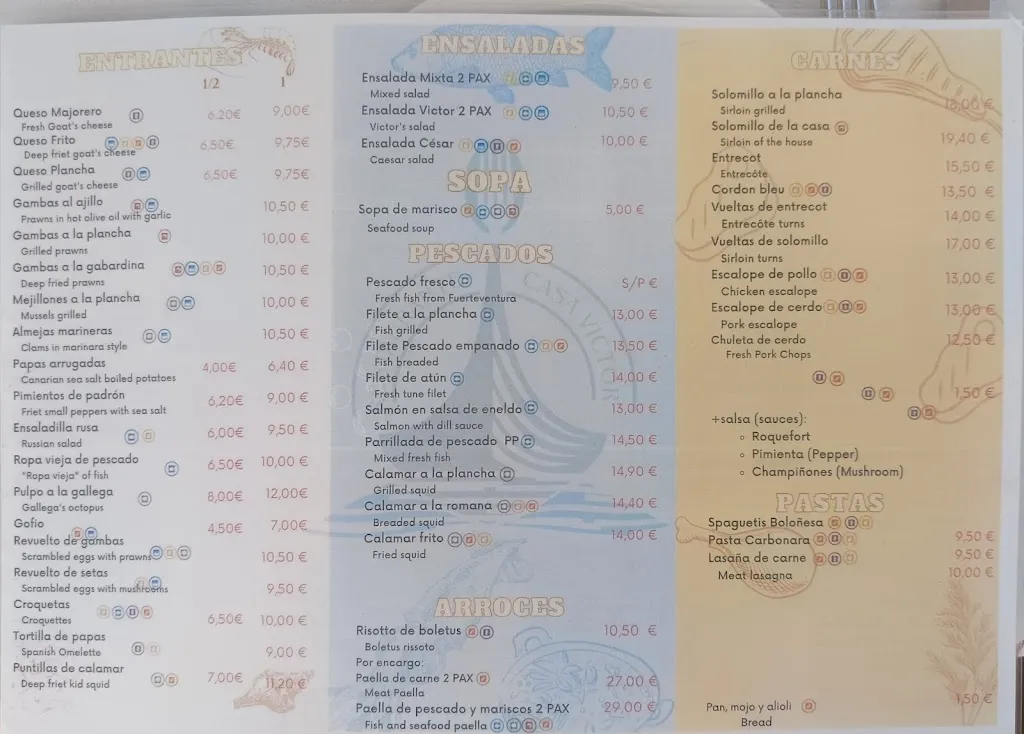 ENTRANTES
1/2 1
Queso Majorero 6,20€ 9,00€
Fresh Goat's cheese
Queso Frito 6,50€ 9,75€
Deep friet goat's cheese
Queso Plancha 6,50€ 9,75€
Grilled goat's cheese
Gambas al ajillo 10,50 €
Prawns in hot olive oil with garlic
Gambas a la plancha 10,00 €
Grilled prawns
Gambas a la gabardina 10,50 €
Deep fried prawns
Mejillones a la plancha 10,00 €
Mussels grilled
Almejas marineras 10,50 €
Clams in marinara style
Papas arrugadas 4,00€ 6,40 €
Canarian sea salt boiled potatoes
Pimientos de padrón 6,20€ 9,00 €
Friet small peppers with sea salt
Ensaladilla rusa 6,00€ 9,50 €
Russian salad
Ropa vieja de pescado 6,50€ 10,00 €
"Ropa vieja" of fish
Pulpo a la gallega 8,00€ 12,00€
Gallega's octopus
Gofio 4,50€ 7,00€
Revuelto de gambas
Scrambled eggs with prawns 10,50 €
Revuelto de setas
Scrambled eggs with mushrooms 9,50 €
Croquetas
Croquettes 6,50€ 10,00 €
Tortilla de papas
Spanish Omelette 9,00 €
Puntillas de calamar
Deep friet kid squid 7,00€ 11,20 €
ENSALADAS
Ensalada Mixta 2 PAX 9,50 €
Mixed salad
Ensalada Victor 2 PAX 10,50 €
Victor's salad
Ensalada César 10,00 €
Caesar salad
SOPA
Sopa de marisco 5,00 €
Seafood soup
PESCADOS
CASA VICTOR
Pescado fresco S/P €
Fresh fish from Fuerteventura
Filete a la plancha 13,00 €
Fish grilled
Filete Pescado empanado 13,50 €
Fish breaded
Filete de atún 14,00 €
Fresh tune filet
Salmón en salsa de eneldo 13,00 €
Salmon with dill sauce
Parrillada de pescado PP 14,50 €
Mixed fresh fish
Calamar a la plancha 14,90 €
Grilled squid
Calamar a la romana 14,40 €
Breaded squid
Calamar frito 14,00 €
Fried squid
ARROCES
Risotto de boletus 10,50 €
Boletus rissoto
Por encargo:
Paella de carne 2 PAX 27,00 €
Meat Paella
Paella de pescado y mariscos 2 PAX 29,00 €
Fish and seafood paella
CARNES
Solomillo a la plancha
Sirloin grilled
Solomillo de la casa 19,40 €
Sirloin of the house
Entrecot 15,50 €
Entrecôte
Cordon bleu 13,50 €
Vueltas de entrecot 14,00 €
Entrecôte turns
Vueltas de solomillo 17,00 €
Sirloin turns
Escalope de pollo 13,00 €
Chicken escalope
Escalope de cerdo 13,00 €
Pork escalope
Chuleta de cerdo 12,50 €
Fresh Pork Chops
1,50 €
+salsa (sauces):
Roquefort
Pimienta (Pepper)
Champiñones (Mushroom)
PASTAS
Spaguetis Boloñesa 9,50 €
Pasta Carbonara 9,50 €
Lasaña de carne 10,00 €
Meat lasagna
Pan, mojo y alioli 1,50 €
Bread